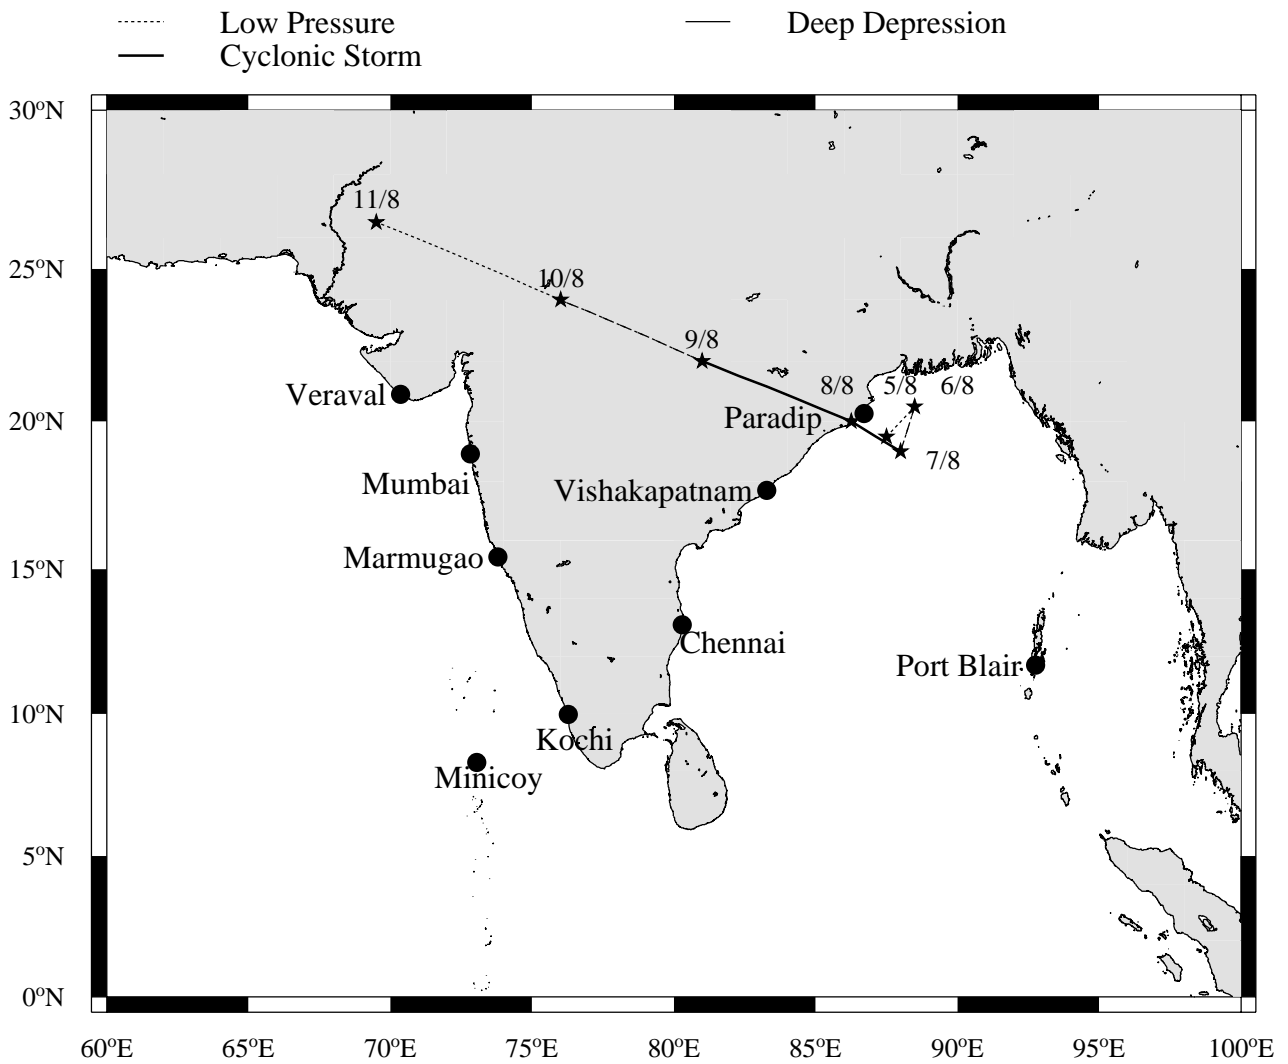 Low Pressure
Deep Depression
Cyclonic Storm
30°N
11/8
25°N
10/8
9/8
8/8
5/8
6/8
Veraval
Paradip
20°N
7/8
Mumbai
Vishakapatnam
Marmugao
15°N
Chennai
Port Blair
10°N
Kochi
Minicoy
5°N
0°N
60°E
65°E
70°E
75°E
80°E
85°E
90°E
95°E
100°E